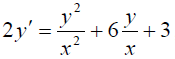 2y′ = y²/x² + 6 y/x + 3